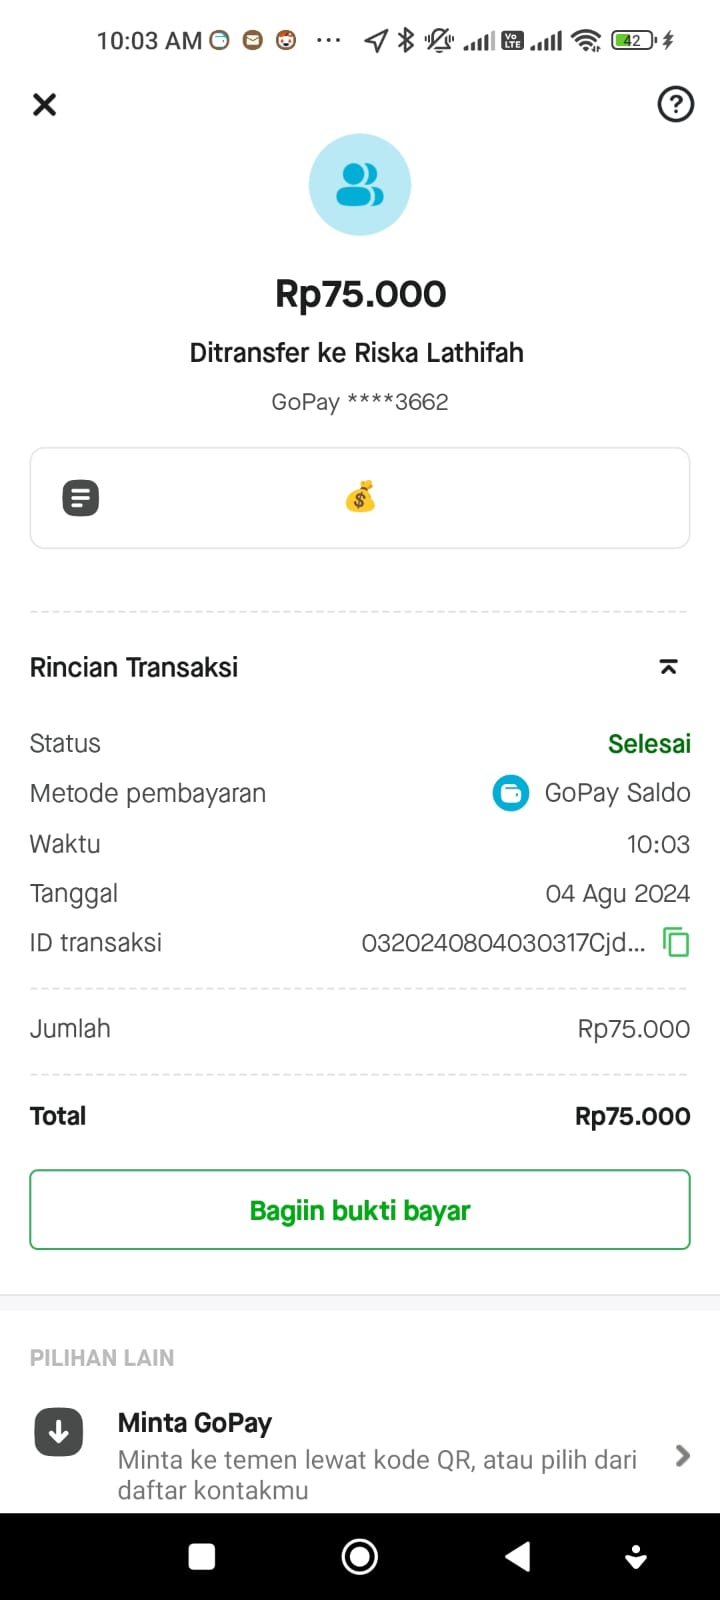 10:03 AM ··· Vo LTE 42
Rp75.000
Ditransfer ke Riska Lathifah
GoPay ****3662
Rincian Transaksi
Status Selesai
Metode pembayaran GoPay Saldo
Waktu 10:03
Tanggal 04 Agu 2024
ID transaksi 0320240804030317Cjd...
Jumlah Rp75.000
Total Rp75.000
Bagiin bukti bayar
PILIHAN LAIN
Minta GoPay
Minta ke temen lewat kode QR, atau pilih dari
daftar kontakmu